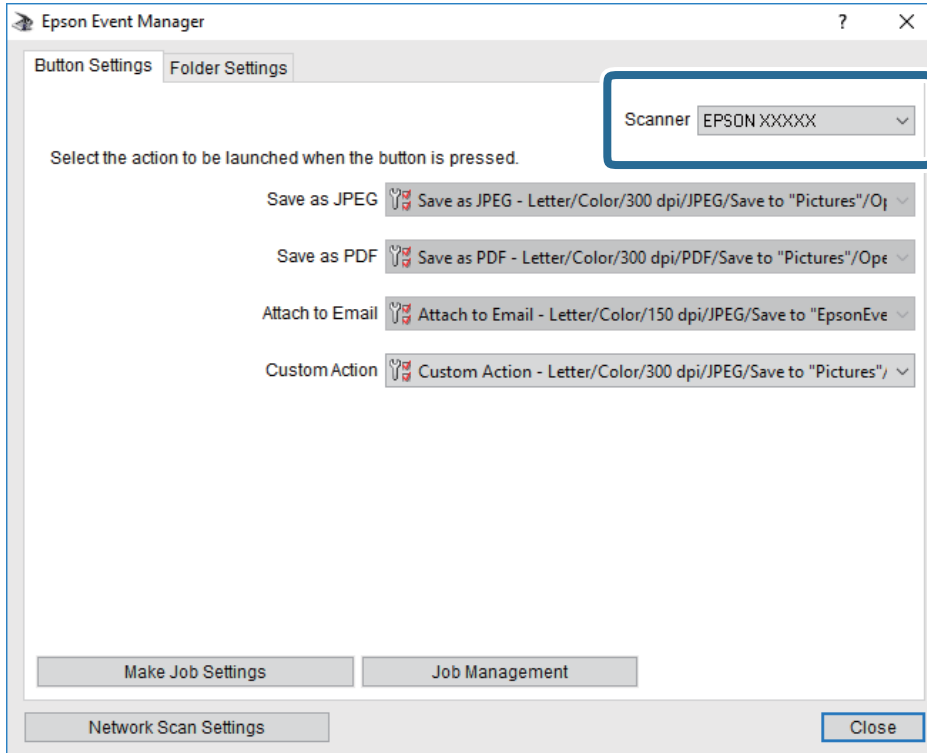 Epson Event Manager
Button Settings Folder Settings
Scanner EPSON XXXXX
Select the action to be launched when the button is pressed.
Save as JPEG Save as JPEG - Letter/Color/300 dpi/JPEG/Save to "Pictures"/Op
Save as PDF Save as PDF - Letter/Color/300 dpi/PDF/Save to "Pictures"/Ope
Attach to Email Attach to Email - Letter/Color/150 dpi/JPEG/Save to "EpsonEve
Custom Action Custom Action - Letter/Color/300 dpi/JPEG/Save to "Pictures"/
Make Job Settings Job Management
Network Scan Settings Close